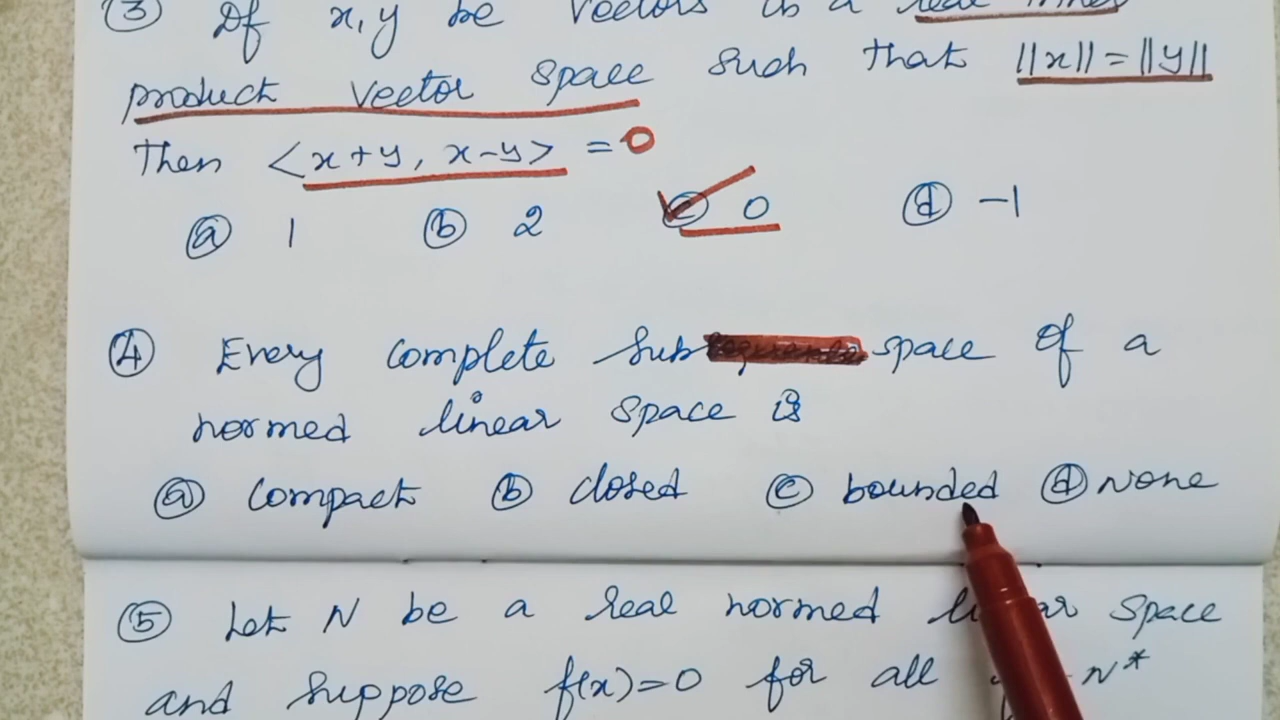 ③ If x, y be vectors in a real inner
product vector space such that ||x|| = ||y||
Then <x+y, x-y> = 0
ⓐ 1 ⓑ 2 ⓒ 0 ⓓ -1
④ Every complete sub space of a
normed linear space is
ⓐ compact ⓑ closed ⓒ bounded ⓓ None
⑤ Let N be a real normed space
and suppose f(x)=0 for all N*